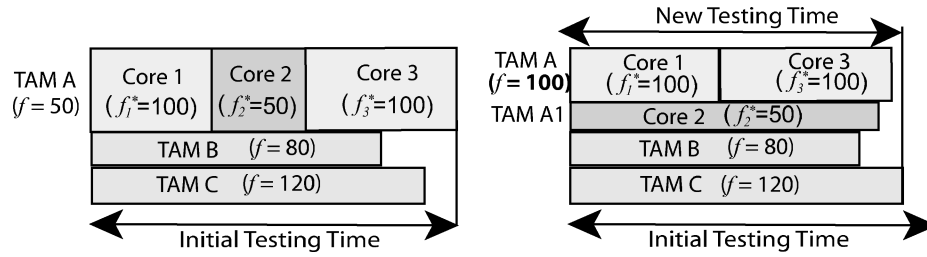 New Testing Time
TAM A
(f = 50)
Core 1
(f₁*=100)
Core 2
(f₂*=50)
Core 3
(f₃*=100)
TAM B (f = 80)
TAM C (f = 120)
Initial Testing Time
TAM A
(f = 100)
Core 1
(f₁*=100)
Core 3
(f₃*=100)
TAM A1
Core 2 (f₂*=50)
TAM B (f = 80)
TAM C (f = 120)
Initial Testing Time